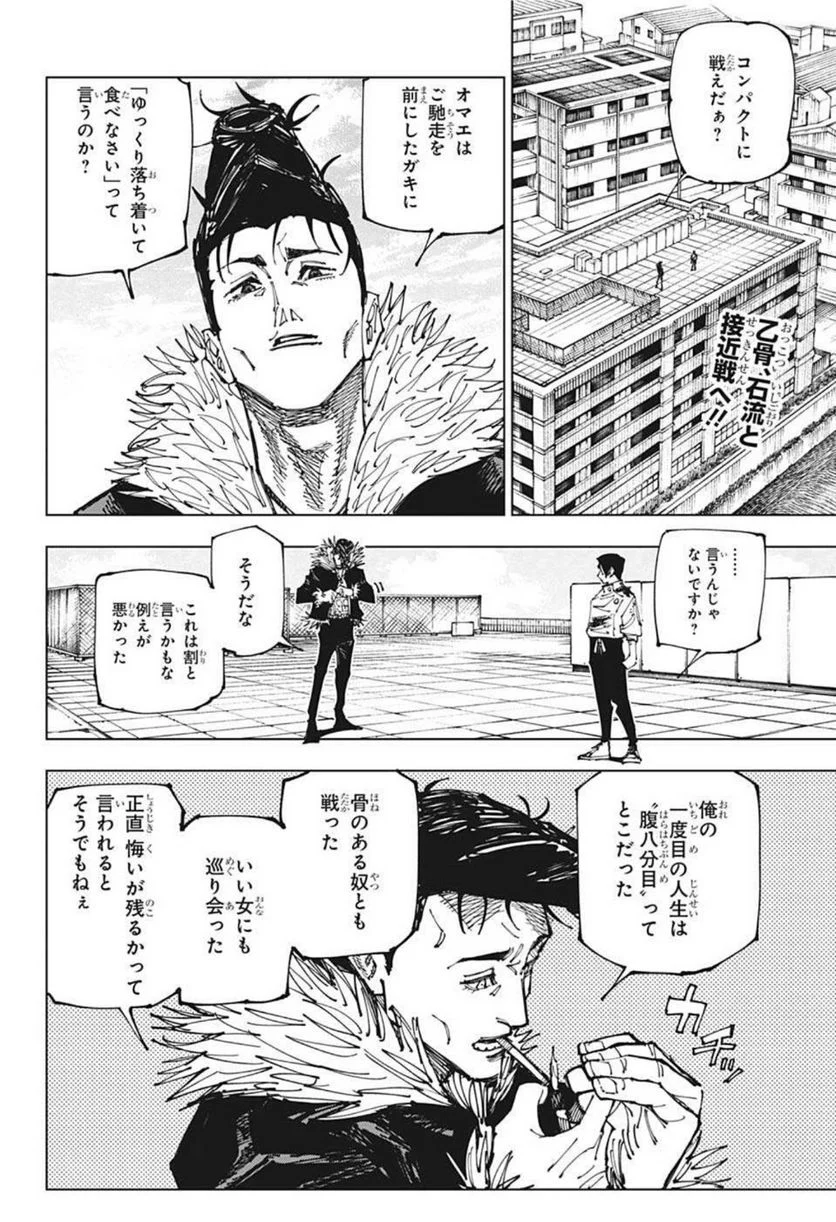 コンパクトに
戦えだぁ？
乙骨、石流と
接近戦へ!!
オマエは
ご馳走を
前にしたガキに
「ゆっくり落ち着いて
食べなさい」って
言うのか？
……
言うんじゃ
ないですか？
そうだな
これは割と
言うかもな
例えが
悪かった
俺の
一度目の人生は
〝腹八分目〟って
とこだった
骨のある奴とも
戦った
いい女にも
巡り会った
正直 悔いが残るかって
言われると
そうでもねぇ
カチッ